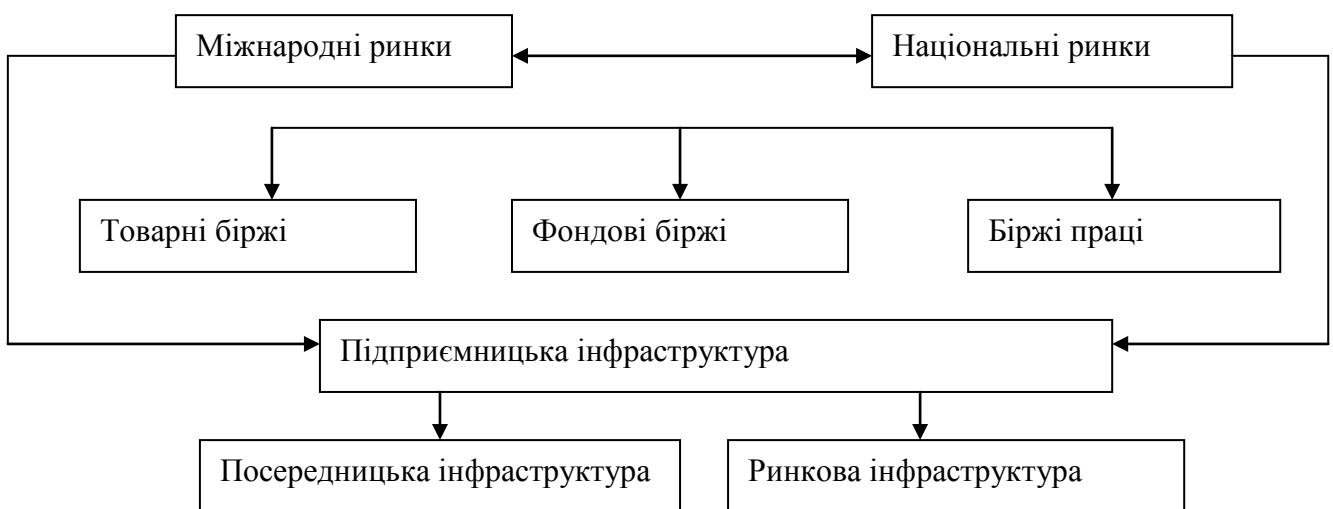 Міжнародні ринки
Національні ринки
Товарні біржі
Фондові біржі
Біржі праці
Підприємницька інфраструктура
Посередницька інфраструктура
Ринкова інфраструктура